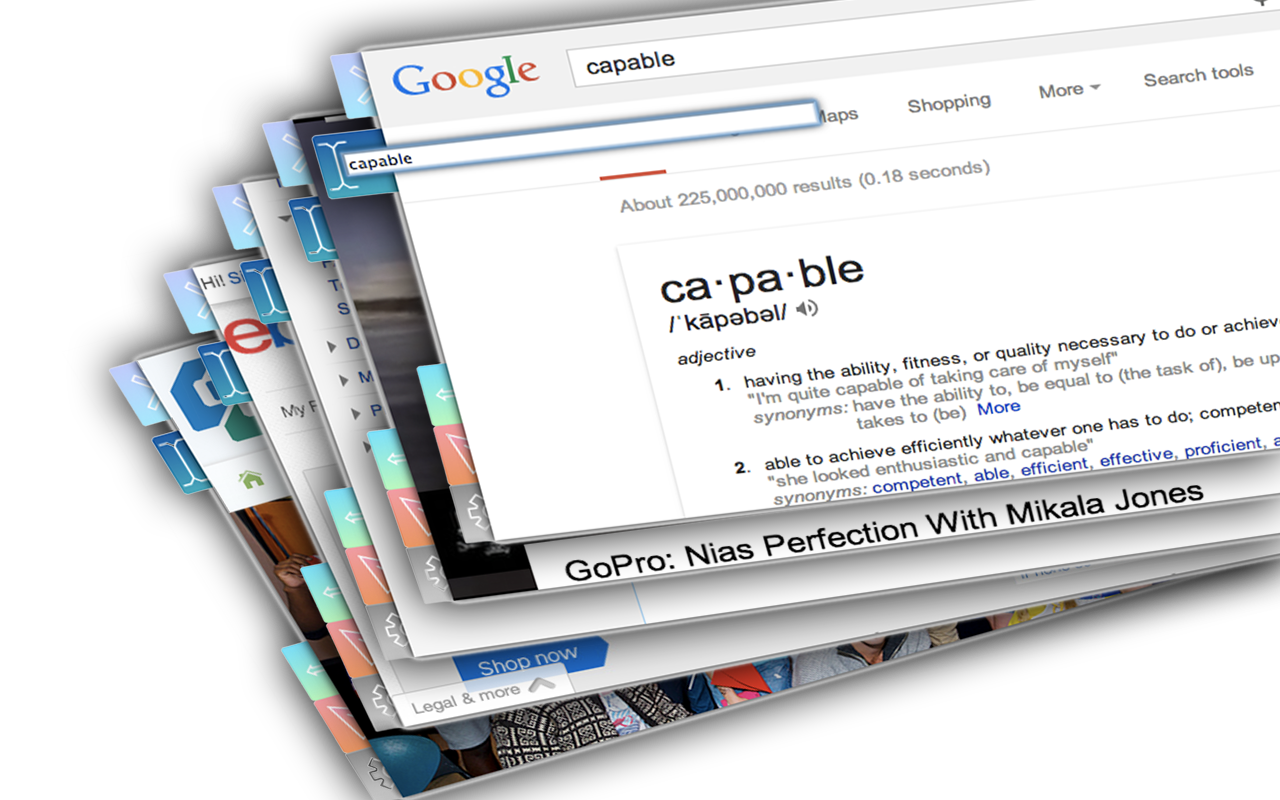 Google
capable
Maps
Shopping
More
Search tools
capable
About 225,000,000 results (0.18 seconds)
ca·pa·ble
/ˈkāpəbəl/
adjective
1. having the ability, fitness, or quality necessary to do or achieve
"I'm quite capable of taking care of myself"
synonyms: have the ability to, be equal to (the task of), be up
takes to (be) More
2. able to achieve efficiently whatever one has to do; competent
"she looked enthusiastic and capable"
synonyms: competent, able, efficient, effective, proficient, a
GoPro: Nias Perfection With Mikala Jones
Hi! Si
eb
T
S
D
M
P
My
Shop now
Legal & more